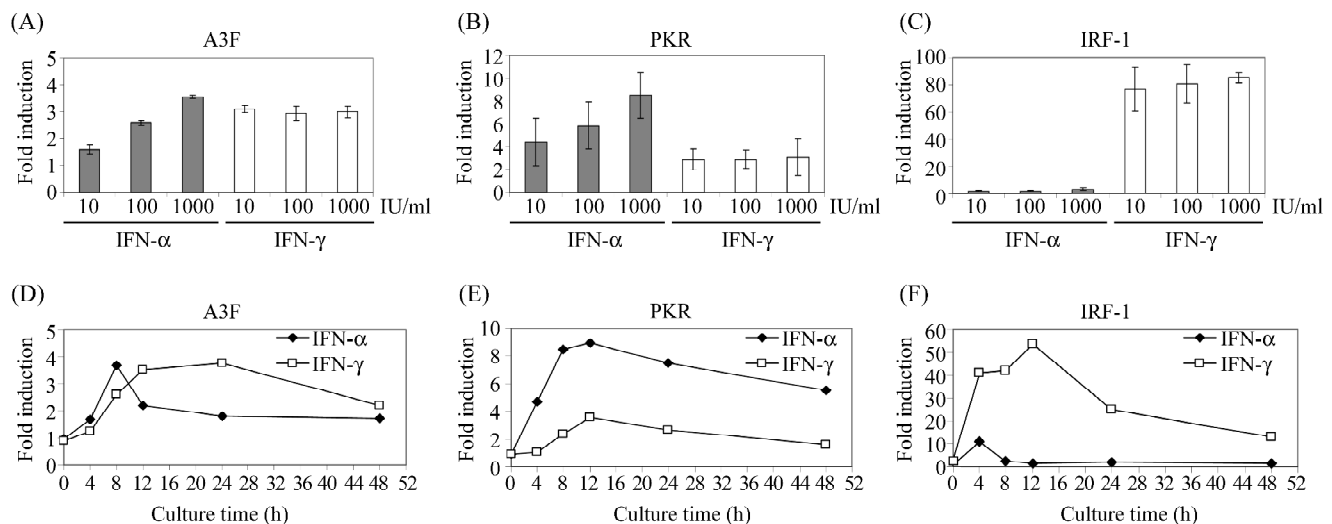 (A)
A3F
Fold induction
5
4
3
2
1
0
10 100 1000 10 100 1000 IU/ml
IFN-α IFN-γ
(B)
PKR
Fold induction
12
10
8
6
4
2
0
10 100 1000 10 100 1000 IU/ml
IFN-α IFN-γ
(C)
IRF-1
Fold induction
100
80
60
40
20
0
10 100 1000 10 100 1000 IU/ml
IFN-α IFN-γ
(D)
A3F
Fold induction
5
4
3
2
1
0
IFN-α
IFN-γ
0 4 8 12 16 20 24 28 32 36 40 44 48 52
Culture time (h)
(E)
PKR
Fold induction
10
8
6
4
2
0
IFN-α
IFN-γ
0 4 8 12 16 20 24 28 32 36 40 44 48 52
Culture time (h)
(F)
IRF-1
Fold induction
60
50
40
30
20
10
0
IFN-α
IFN-γ
0 4 8 12 16 20 24 28 32 36 40 44 48 52
Culture time (h)